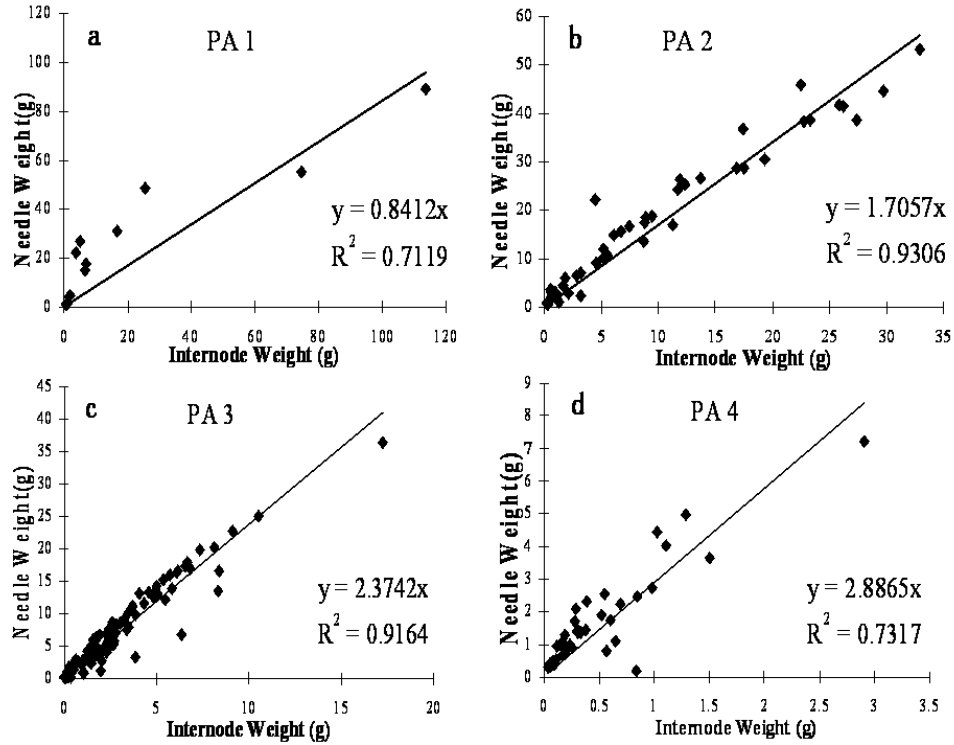 a
PA 1
Needle Weight(g)
120
100
80
60
40
20
0
y = 0.8412x
R² = 0.7119
0 20 40 60 80 100 120
Internode Weight (g)
b
PA 2
Needle Weight(g)
60
50
40
30
20
10
0
y = 1.7057x
R² = 0.9306
0 5 10 15 20 25 30 35
Internode Weight (g)
c
PA 3
Needle Weight(g)
45
40
35
30
25
20
15
10
5
0
y = 2.3742x
R² = 0.9164
0 5 10 15 20
Internode Weight (g)
d
PA 4
Needle Weight(g)
9
8
7
6
5
4
3
2
1
0
y = 2.8865x
R² = 0.7317
0 0.5 1 1.5 2 2.5 3 3.5
Internode Weight (g)